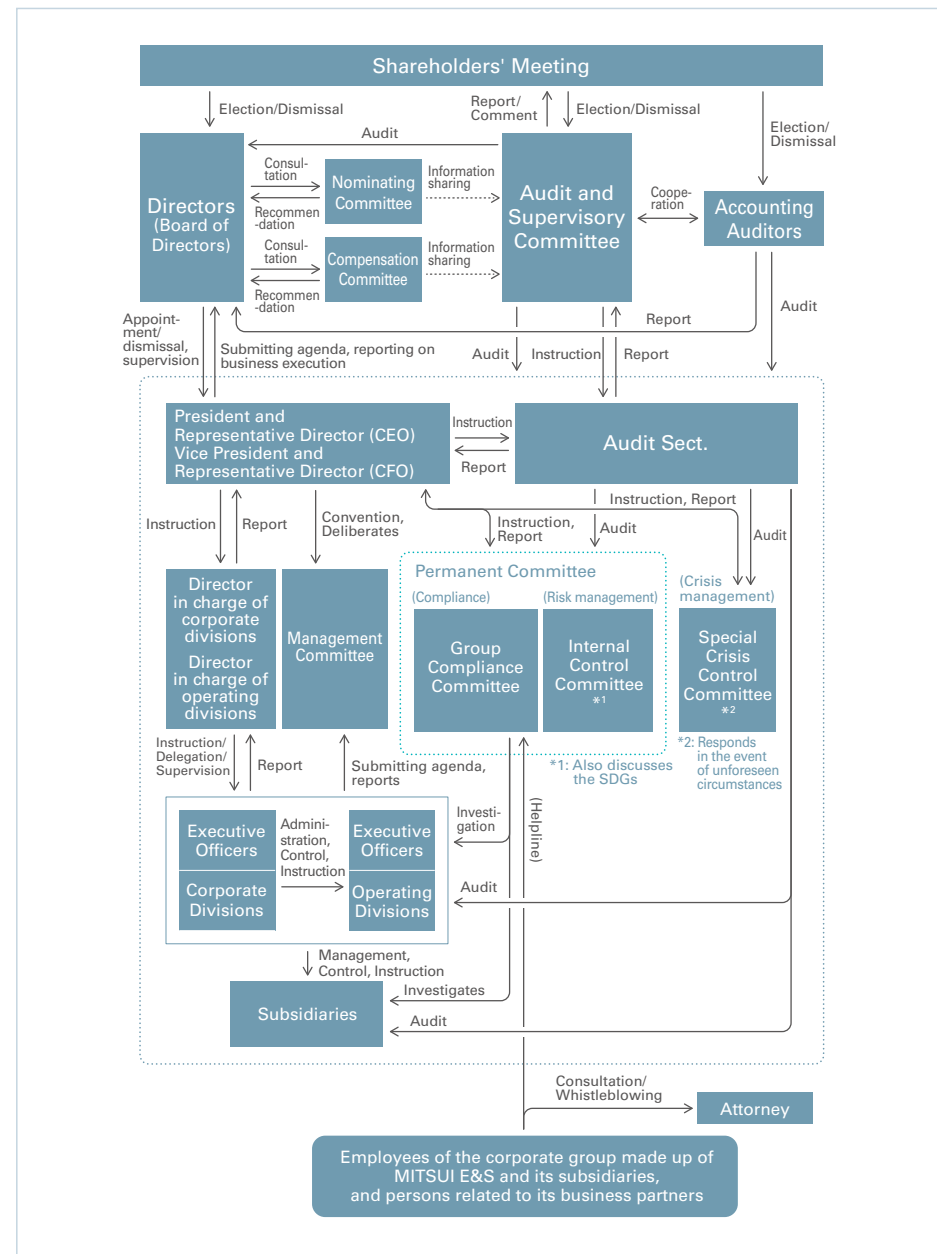 Shareholders' Meeting
Election/Dismissal
Report/
Comment
Election/Dismissal
Election/
Dismissal
Audit
Directors
(Board of
Directors)
Consul-
tation
Recommen
-dation
Nominating
Committee
Information
sharing
Consul-
tation
Recommen
-dation
Compensation
Committee
Information
sharing
Audit and
Supervisory
Committee
Coope-
ration
Accounting
Auditors
Appoint-
ment/
dismissal,
supervision
Submitting agenda, reporting on
business execution
Audit
Instruction
Report
Report
Audit
President and
Representative Director (CEO)
Vice President and
Representative Director (CFO)
Instruction
Report
Audit Sect.
Instruction
Report
Convention,
Deliberates
Instruction,
Report
Audit
Instruction, Report
Audit
Director
in charge of
corporate
divisions
Director
in charge of
operating
divisions
Management
Committee
Permanent Committee
(Compliance)
Group
Compliance
Committee
(Risk management)
Internal
Control
Committee
*1
(Crisis
management)
Special
Crisis
Control
Committee
*2
*1: Also discusses
the SDGs
*2: Responds
in the event
of unforeseen
circumstances
Instruction/
Delegation/
Supervision
Report
Submitting agenda,
reports
Executive
Officers
Corporate
Divisions
Admini-
stration,
Control,
Instruction
Executive
Officers
Operating
Divisions
Investi-
gation
(Helpline)
Audit
Management,
Control, Instruction
Subsidiaries
Investigates
Audit
Consultation/
Whistleblowing
Attorney
Employees of the corporate group made up of
MITSUI E&S and its subsidiaries,
and persons related to its business partners